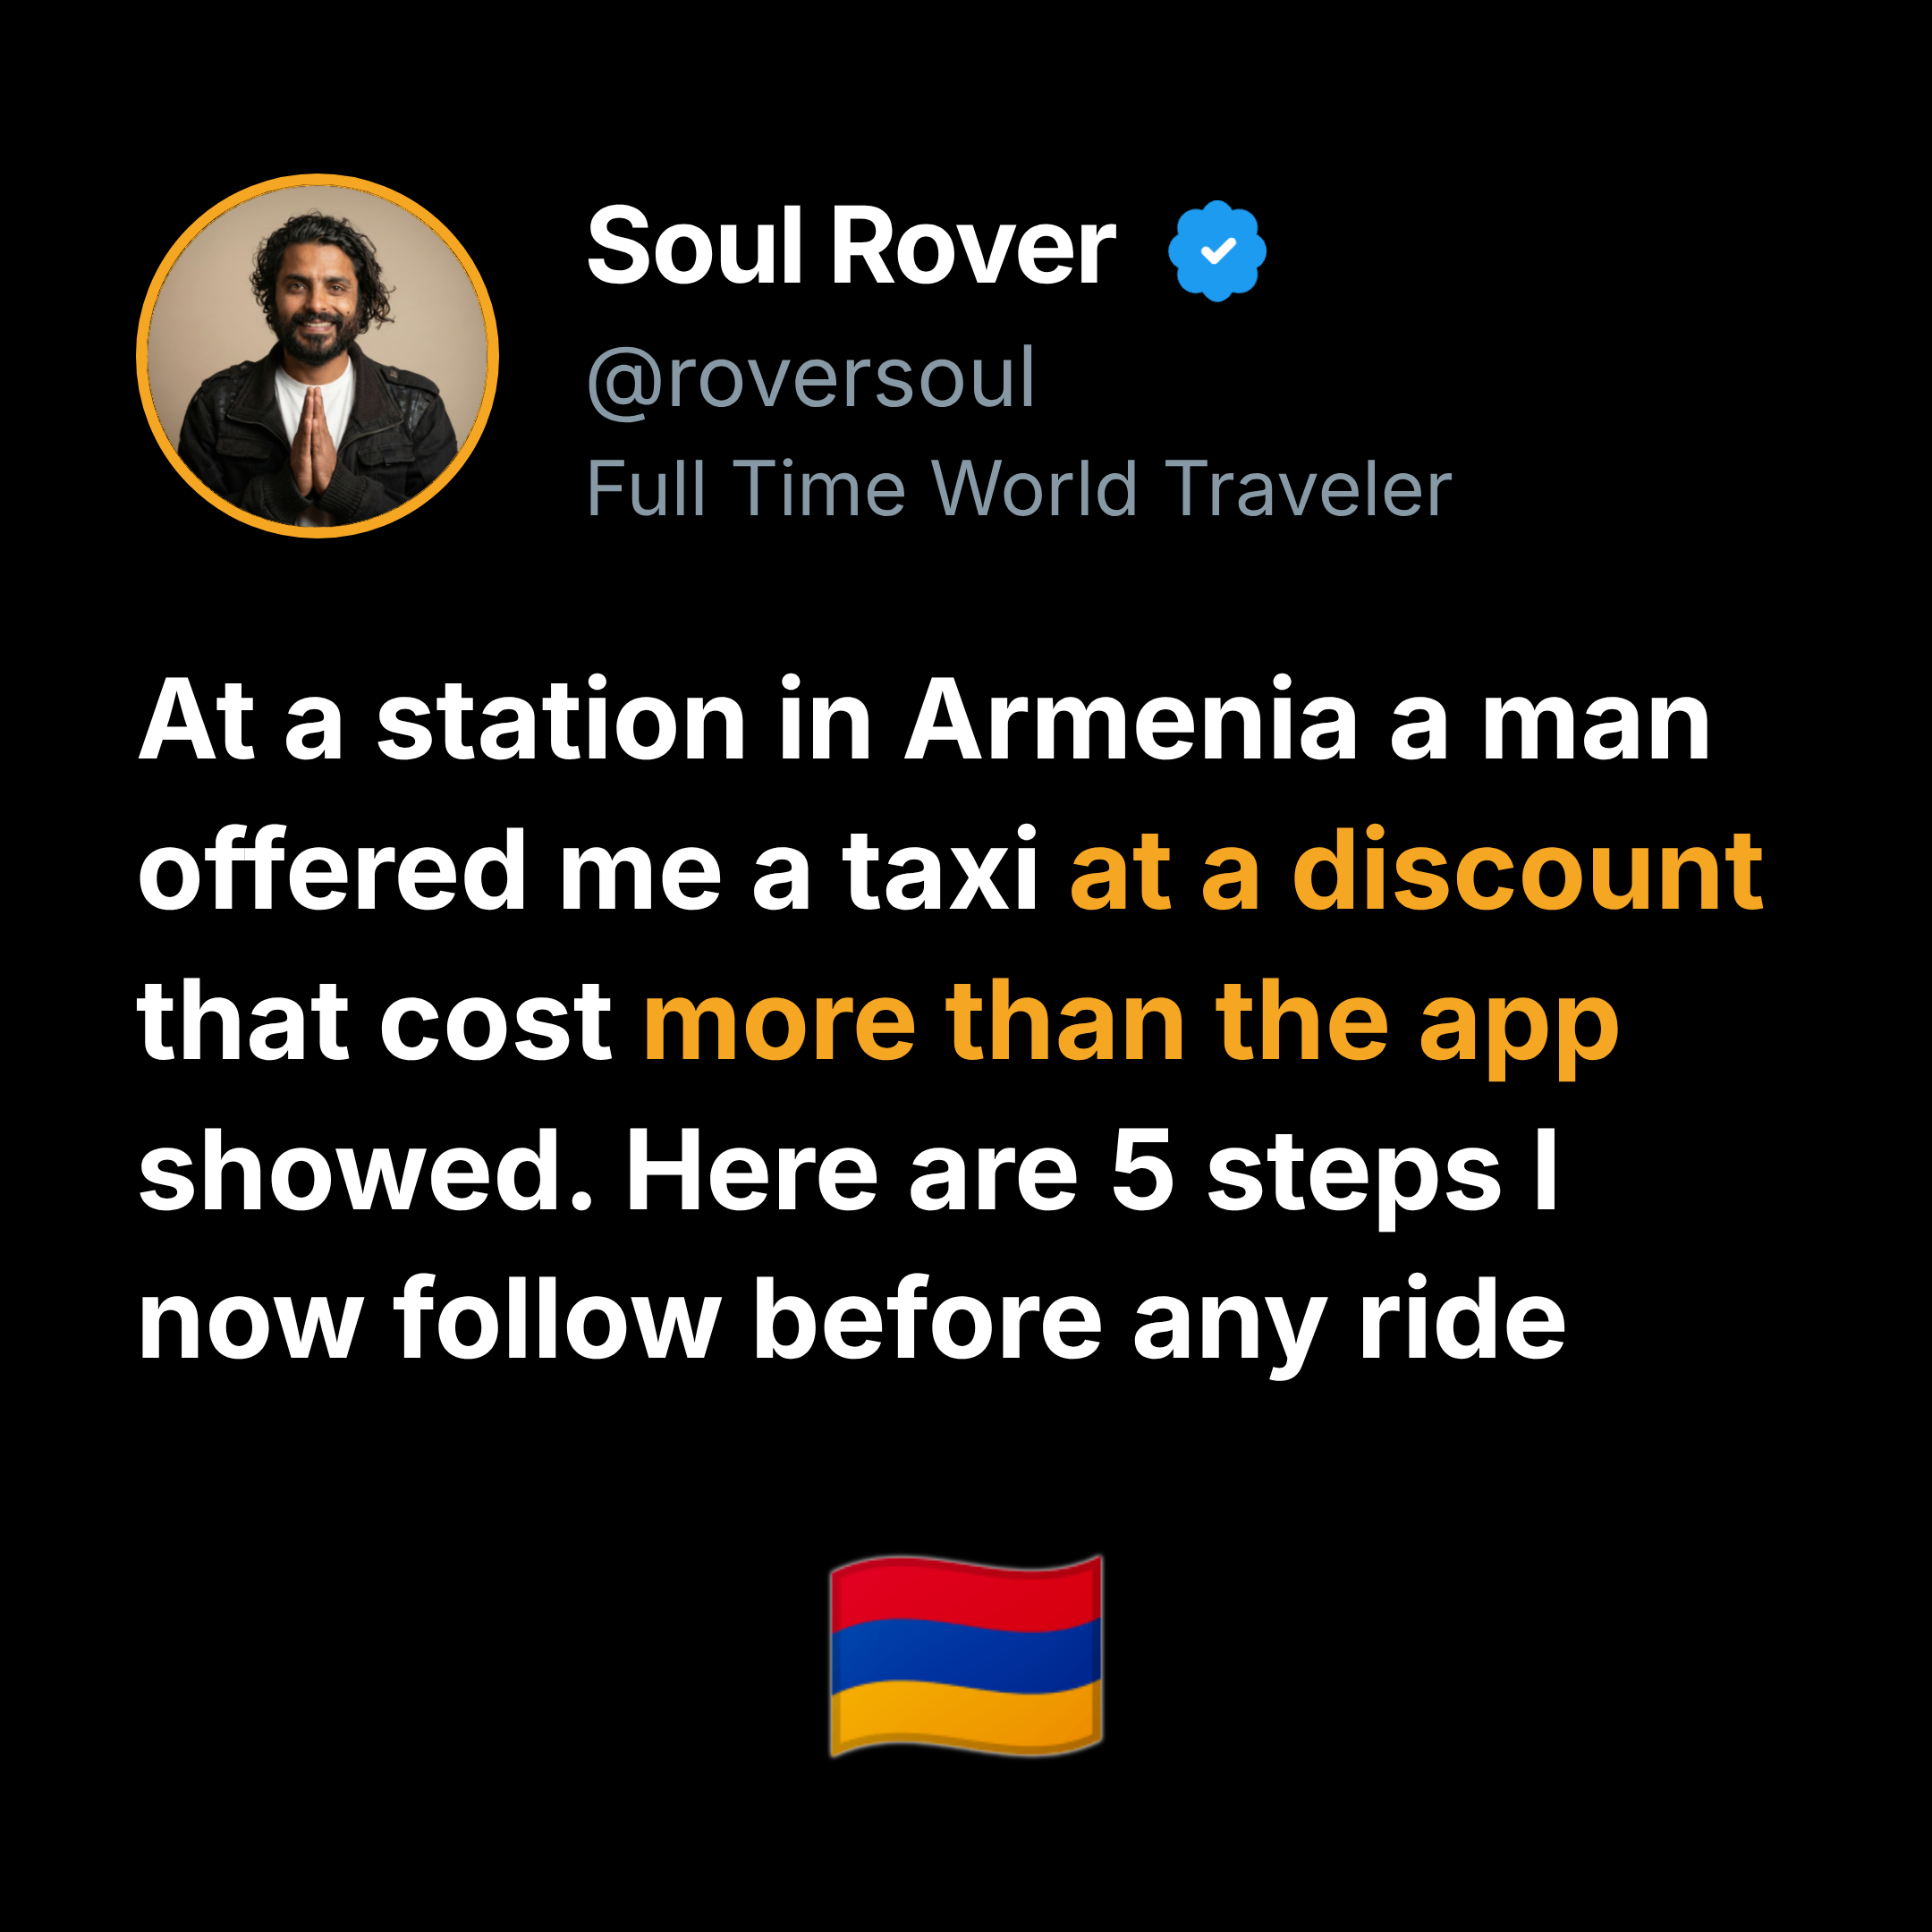 Soul Rover
@roversoul
Full Time World Traveler
At a station in Armenia a man
offered me a taxi at a discount
that cost more than the app
showed. Here are 5 steps I
now follow before any ride